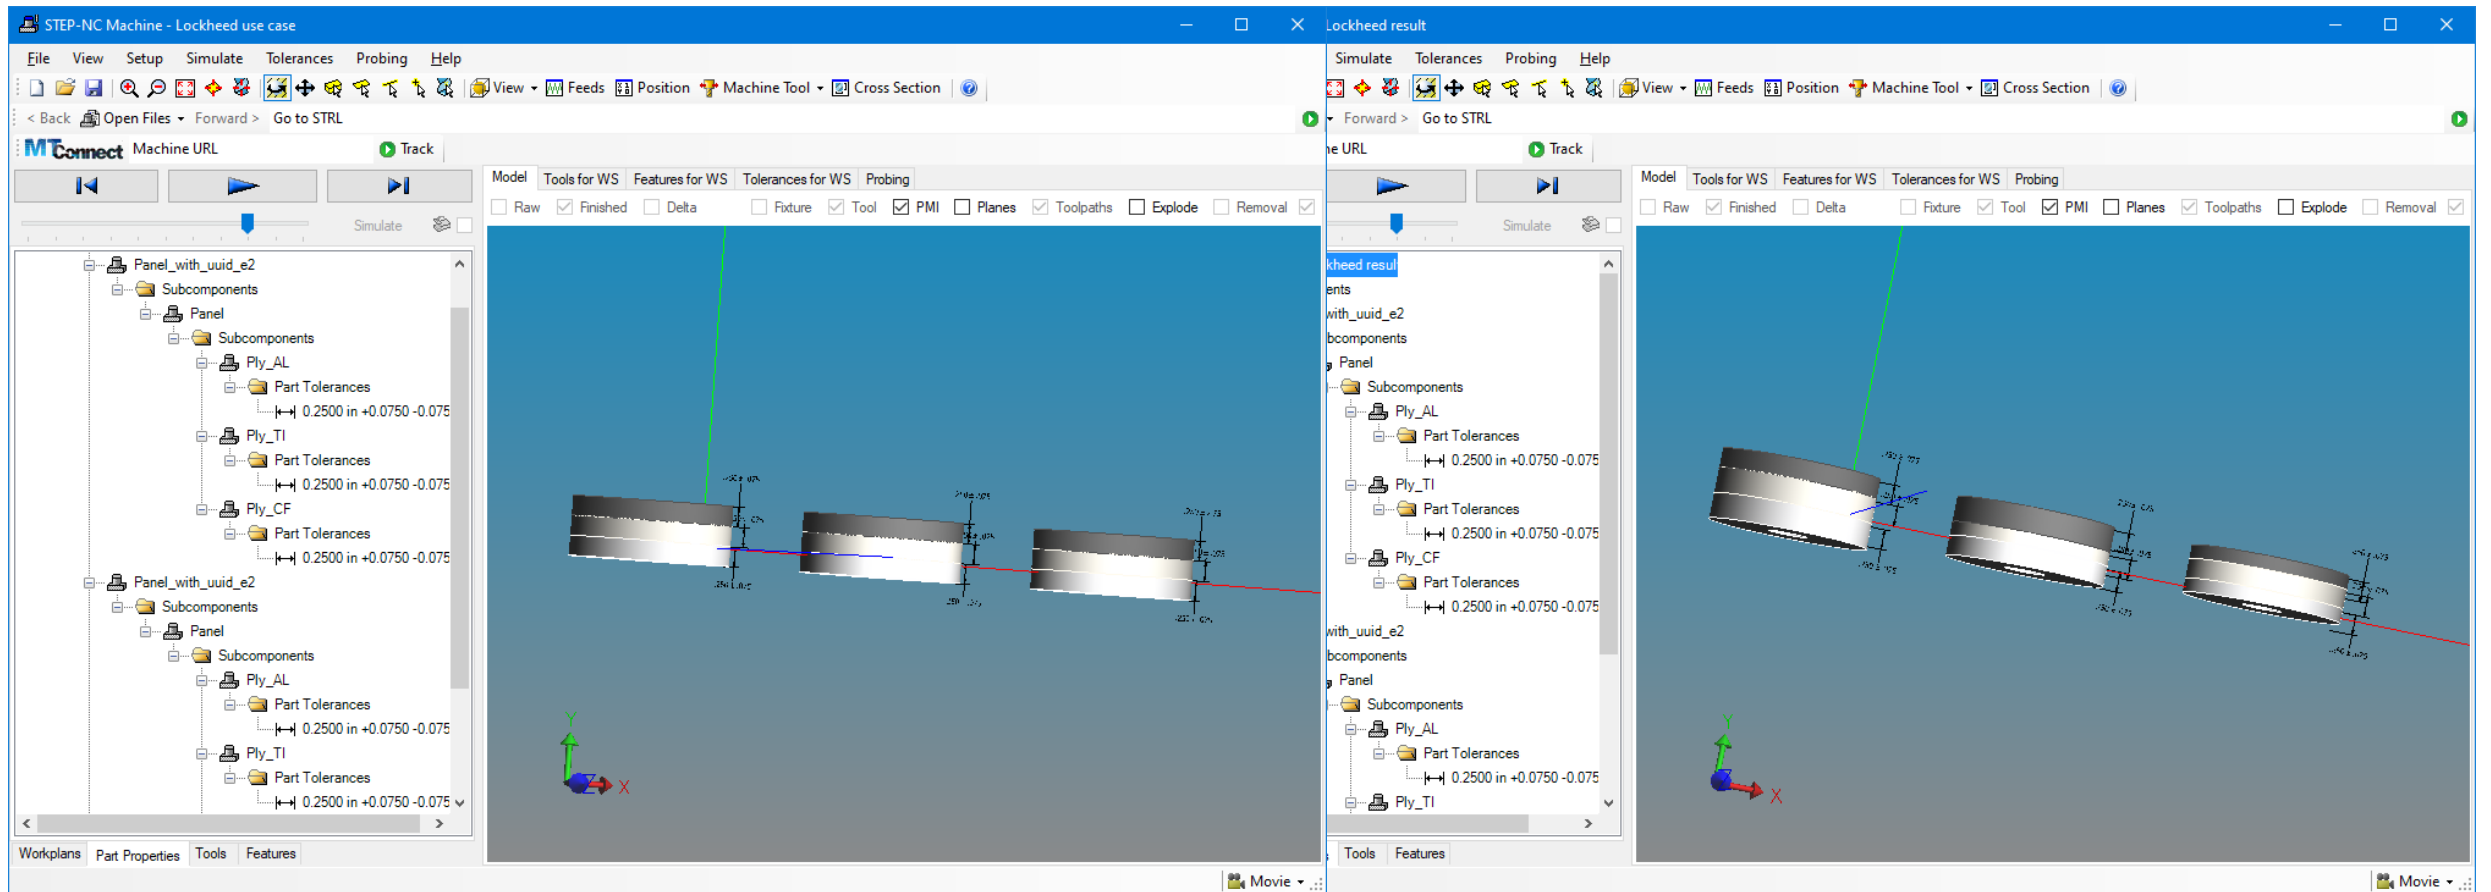 STEP-NC Machine - Lockheed use case
File View Setup Simulate Tolerances Probing Help
View Feeds Position Machine Tool Cross Section
< Back Open Files Forward > Go to STRL
MTConnect Machine URL Track
Model Tools for WS Features for WS Tolerances for WS Probing
Raw Finished Delta Fixture Tool PMI Planes Toolpaths Explode Removal
Simulate
Panel_with_uuid_e2
Subcomponents
Panel
Subcomponents
Ply_AL
Part Tolerances
0.2500 in +0.0750 -0.075
Ply_TI
Part Tolerances
0.2500 in +0.0750 -0.075
Ply_CF
Part Tolerances
0.2500 in +0.0750 -0.075
Panel_with_uuid_e2
Subcomponents
Panel
Subcomponents
Ply_AL
Part Tolerances
0.2500 in +0.0750 -0.075
Ply_TI
Part Tolerances
0.2500 in +0.0750 -0.075
Workplans Part Properties Tools Features
Y
Z
X
Movie
Lockheed result
Simulate Tolerances Probing Help
View Feeds Position Machine Tool Cross Section
Forward > Go to STRL
ne URL Track
Model Tools for WS Features for WS Tolerances for WS Probing
Raw Finished Delta Fixture Tool PMI Planes Toolpaths Explode Removal
Simulate
kheed result
ents
with_uuid_e2
bcomponents
Panel
Subcomponents
Ply_AL
Part Tolerances
0.2500 in +0.0750 -0.075
Ply_TI
Part Tolerances
0.2500 in +0.0750 -0.075
Ply_CF
Part Tolerances
0.2500 in +0.0750 -0.075
with_uuid_e2
bcomponents
Panel
Subcomponents
Ply_AL
Part Tolerances
0.2500 in +0.0750 -0.075
Ply_TI
Tools Features
Y
Z
X
Movie